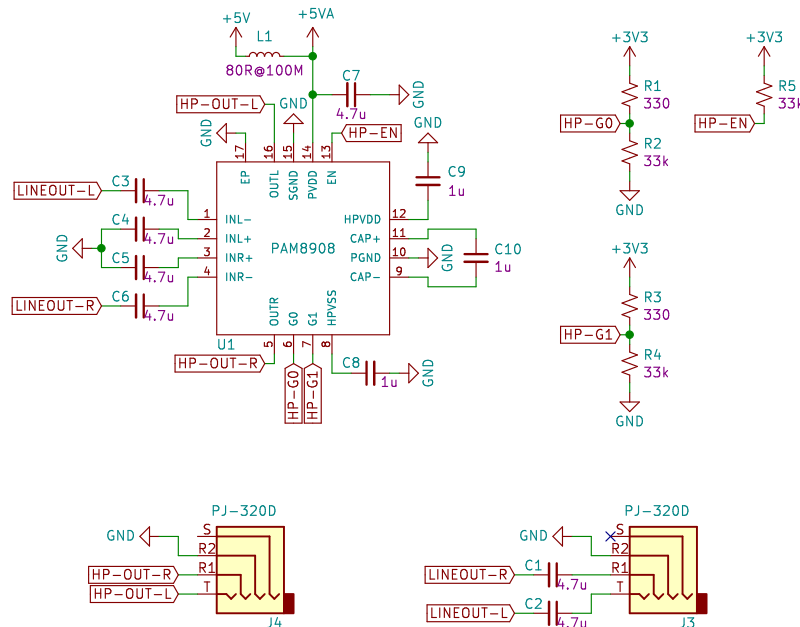 +5V
+5VA
L1
80R@100M
C7
4.7u
GND
HP-OUT-L
GND
GND
HP-EN
17
16
15
14
13
EP
OUTL
SGND
PVDD
EN
GND
C9
1u
LINEOUT-L
C3
4.7u
C4
4.7u
GND
C5
4.7u
LINEOUT-R
C6
4.7u
1
2
3
4
INL-
INL+
INR+
INR-
PAM8908
HPVDD
CAP+
PGND
CAP-
12
11
10
9
GND
C10
1u
OUTR
G0
G1
HPVSS
U1
5
6
7
8
HP-OUT-R
HP-G0
HP-G1
C8
1u
GND
+3V3
R1
330
HP-G0
R2
33k
GND
+3V3
R5
HP-EN
+3V3
R3
330
HP-G1
R4
33k
GND
PJ-320D
GND
S
R2
HP-OUT-R
R1
HP-OUT-L
T
J4
PJ-320D
GND
S
R2
LINEOUT-R
C1
4.7u
R1
LINEOUT-L
C2
4.7u
T
J3